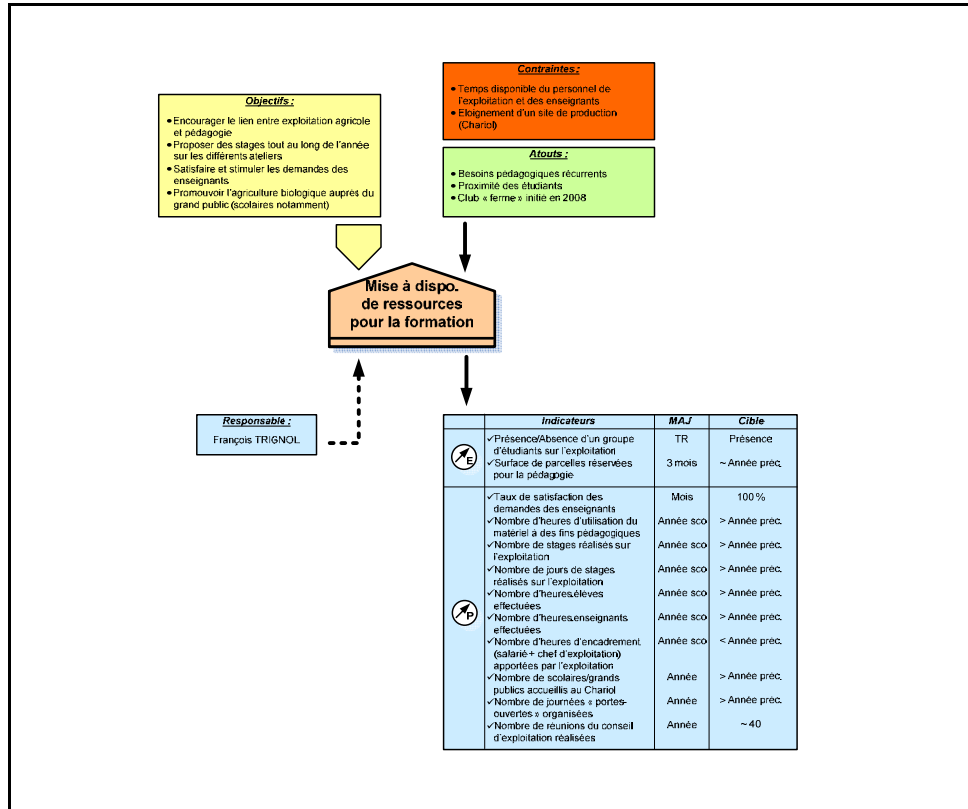 Contraintes :
• Temps disponible du personnel de
l'exploitation et des enseignants
• Eloignement d'un site de production
(Chariol)
Objectifs :
• Encourager le lien entre exploitation agricole
et pédagogie
• Proposer des stages tout au long de l'année
sur les différents ateliers
• Satisfaire et stimuler les demandes des
enseignants
• Promouvoir l'agriculture biologique auprès du
grand public (scolaires notamment)
Atouts :
• Besoins pédagogiques récurrents
• Proximité des étudiants
• Club « ferme » initié en 2008
Mise à dispo.
de ressources
pour la formation
Responsable :
François TRIGNOL
Indicateurs MAJ Cible
E
✓Présence/Absence d'un groupe TR Présence
d'étudiants sur l'exploitation
✓Surface de parcelles réservées 3 mois ~ Année préc.
pour la pédagogie
P
✓Taux de satisfaction des Mois 100 %
demandes des enseignants
✓Nombre d'heures d'utilisation du Année sco > Année préc.
matériel à des fins pédagogiques
✓Nombre de stages réalisés sur Année sco > Année préc.
l'exploitation
✓Nombre de jours de stages Année sco > Année préc.
réalisés sur l'exploitation
✓Nombre d'heures.élèves Année sco > Année préc.
effectuées
✓Nombre d'heures.enseignants Année sco > Année préc.
effectuées
✓Nombre d'heures d'encadrement Année sco < Année préc.
(salarié + chef d'exploitation)
apportées par l'exploitation
✓Nombre de scolaires/grands Année > Année préc.
publics accueillis au Chariol
✓Nombre de journées « portes- Année > Année préc.
ouvertes » organisées
✓Nombre de réunions du conseil Année ~ 40
d'exploitation réalisées